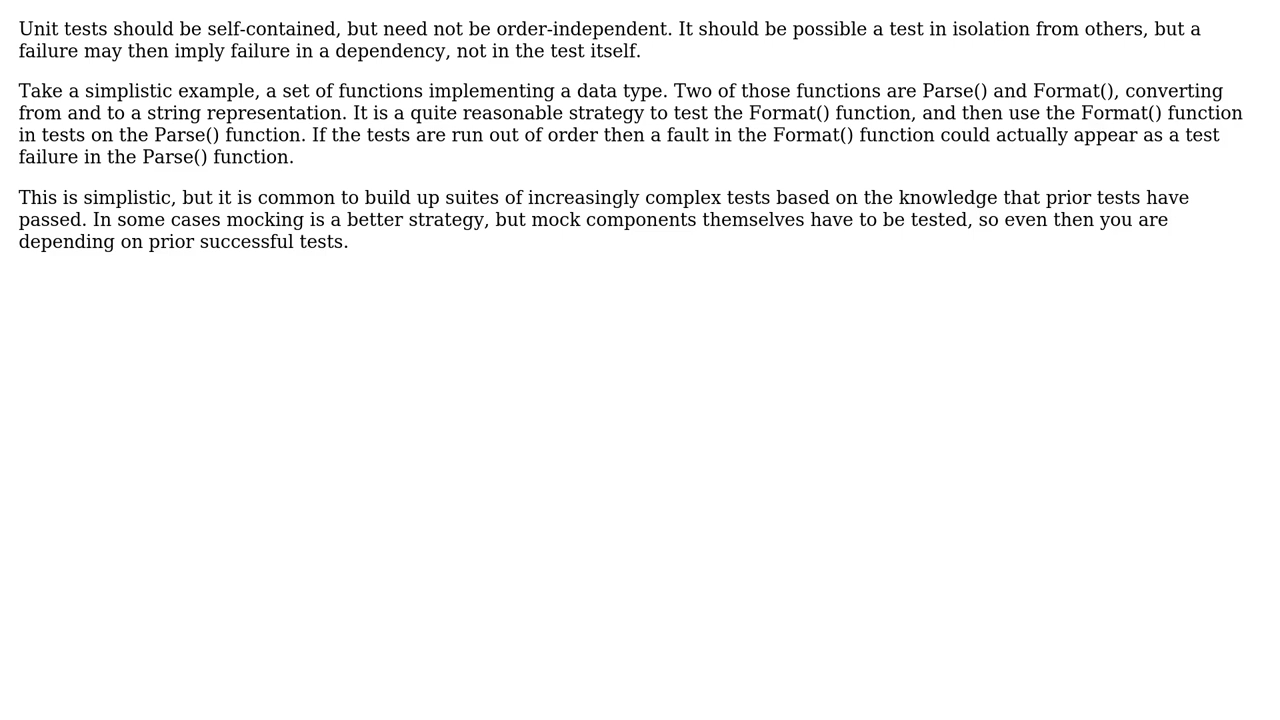 Unit tests should be self-contained, but need not be order-independent. It should be possible a test in isolation from others, but a
failure may then imply failure in a dependency, not in the test itself.
Take a simplistic example, a set of functions implementing a data type. Two of those functions are Parse() and Format(), converting
from and to a string representation. It is a quite reasonable strategy to test the Format() function, and then use the Format() function
in tests on the Parse() function. If the tests are run out of order then a fault in the Format() function could actually appear as a test
failure in the Parse() function.
This is simplistic, but it is common to build up suites of increasingly complex tests based on the knowledge that prior tests have
passed. In some cases mocking is a better strategy, but mock components themselves have to be tested, so even then you are
depending on prior successful tests.